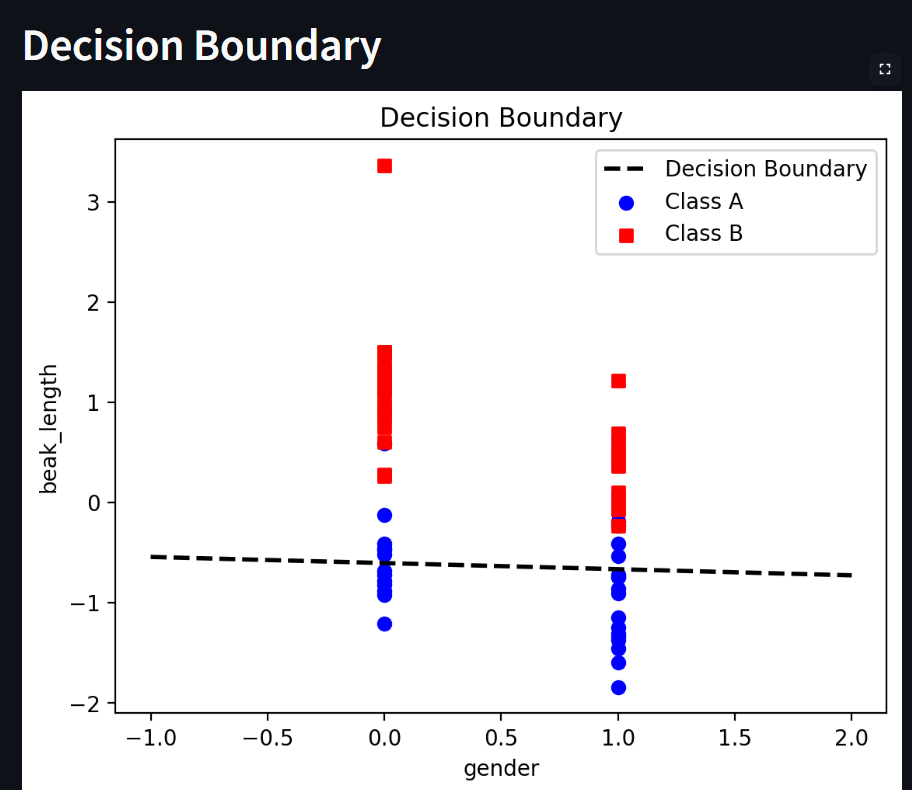 Decision Boundary
Decision Boundary
Decision Boundary
Class A
Class B
3
2
1
0
−1
−2
beak_length
−1.0 −0.5 0.0 0.5 1.0 1.5 2.0
gender